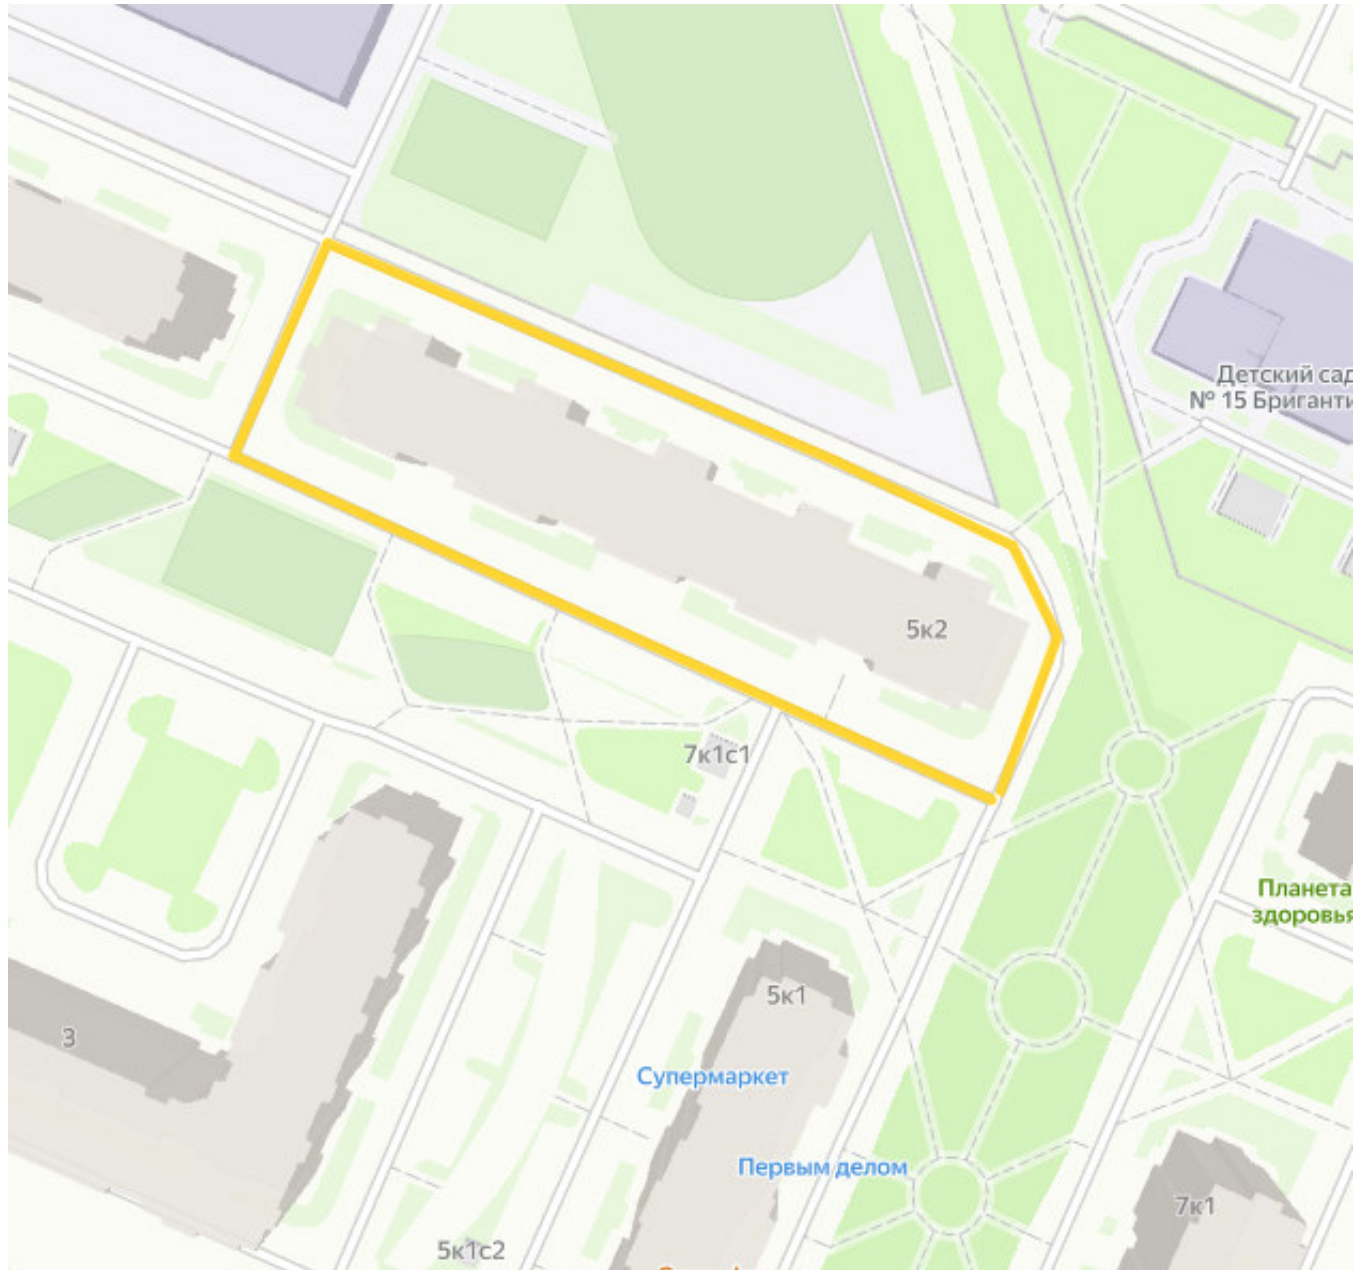 Детский сад
№ 15 Бриганти
5к2
7к1с1
Планета
здоровья
5к1
3
Супермаркет
Первым делом
7к1
5к1с2